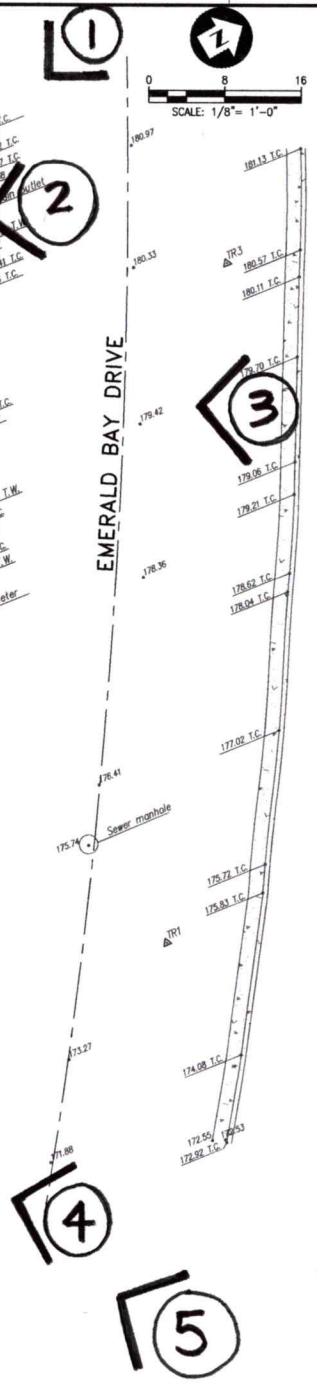 1
Z
0 8 16
SCALE: 1/8"= 1'-0"
T.C.
T.C.
T.C.
2
outlet
T.W.
T.C.
T.C.
180.97
181.13 T.C.
180.33
TR3
180.57 T.C.
180.11 T.C.
EMERALD BAY DRIVE
179.70 T.C.
3
179.42
T.C.
179.06 T.C.
T.W.
179.21 T.C.
178.36
178.62 T.C.
178.04 T.C.
T.W.
177.02 T.C.
176.41
Sewer manhole
175.74
175.72 T.C.
175.83 T.C.
TR1
174.08 T.C.
173.27
172.55
172.53
172.92 T.C.
171.88
4
5